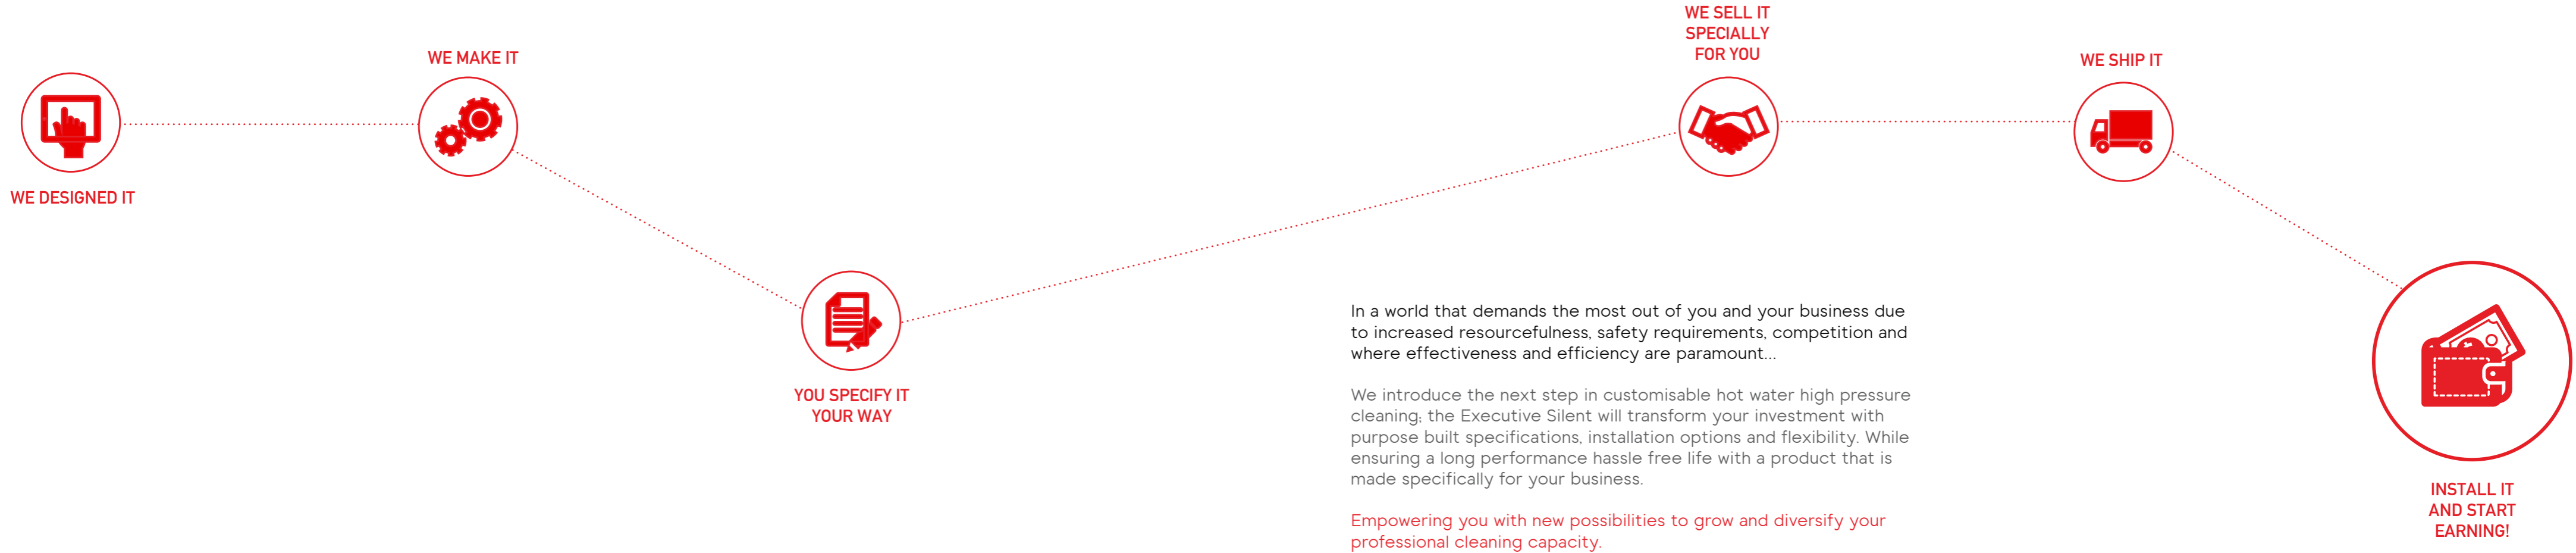 WE DESIGNED IT
WE MAKE IT
YOU SPECIFY IT
YOUR WAY
WE SELL IT
SPECIALLY
FOR YOU
WE SHIP IT
INSTALL IT
AND START
EARNING!
In a world that demands the most out of you and your business due
to increased resourcefulness, safety requirements, competition and
where effectiveness and efficiency are paramount...
We introduce the next step in customisable hot water high pressure
cleaning; the Executive Silent will transform your investment with
purpose built specifications, installation options and flexibility. While
ensuring a long performance hassle free life with a product that is
made specifically for your business.
Empowering you with new possibilities to grow and diversify your
professional cleaning capacity.